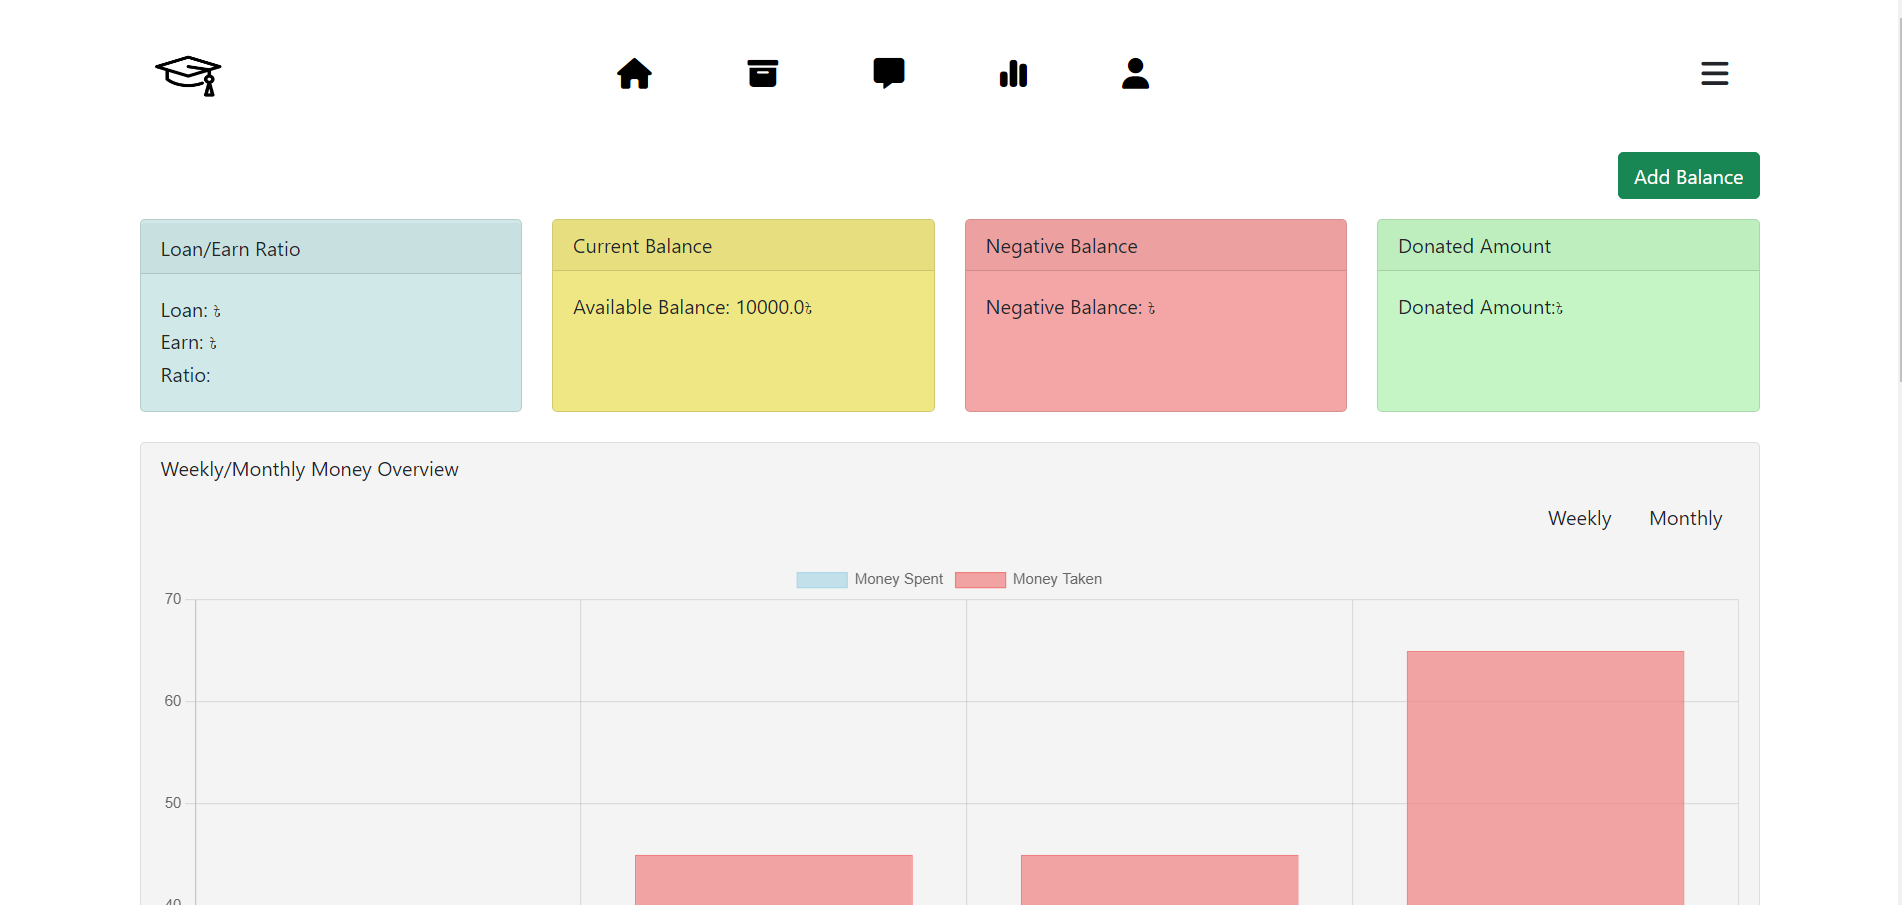 Add Balance
Loan/Earn Ratio
Loan: ৳
Earn: ৳
Ratio:
Current Balance
Available Balance: 10000.0৳
Negative Balance
Negative Balance: ৳
Donated Amount
Donated Amount:৳
Weekly/Monthly Money Overview
Weekly Monthly
Money Spent Money Taken
70
60
50
40